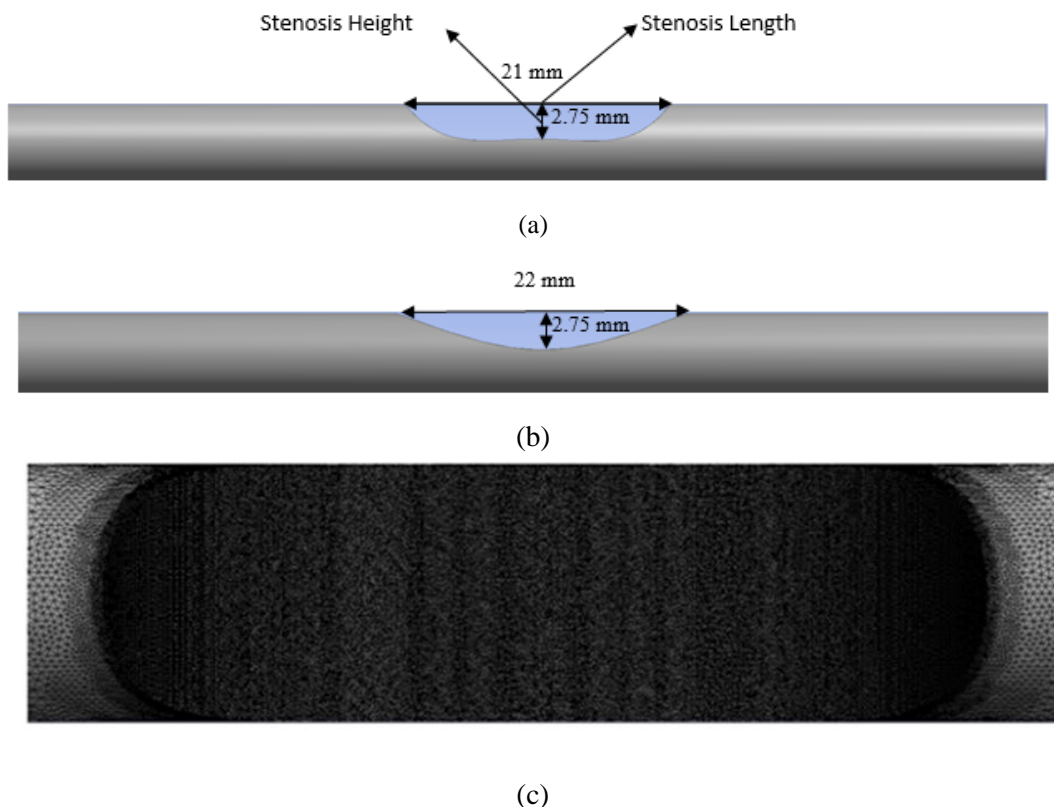 Stenosis Height
Stenosis Length
21 mm
2.75 mm
(a)
22 mm
2.75 mm
(b)
(c)